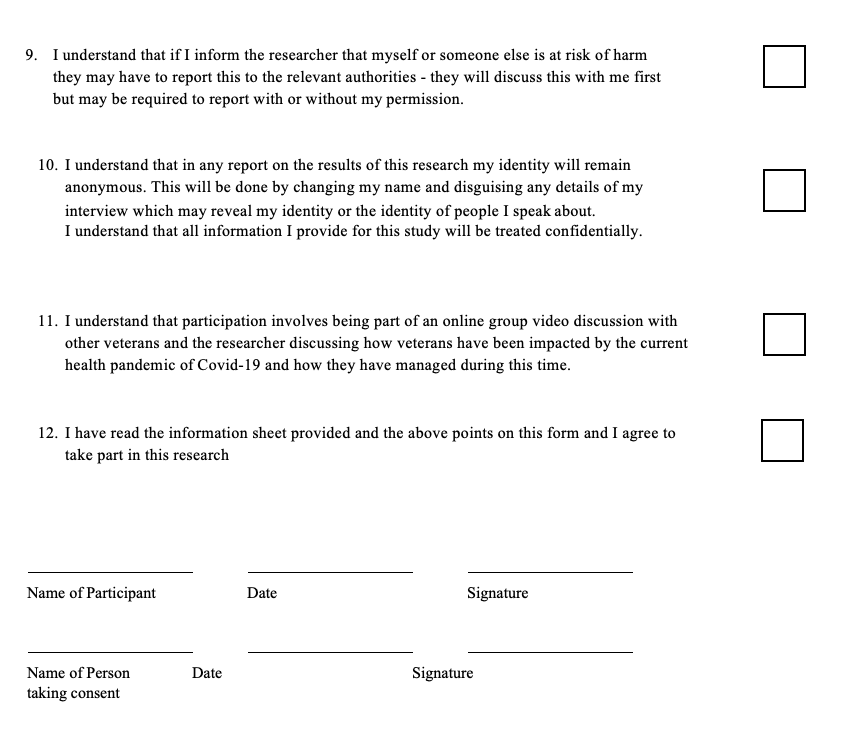 9. I understand that if I inform the researcher that myself or someone else is at risk of harm
they may have to report this to the relevant authorities - they will discuss this with me first
but may be required to report with or without my permission.
10. I understand that in any report on the results of this research my identity will remain
anonymous. This will be done by changing my name and disguising any details of my
interview which may reveal my identity or the identity of people I speak about.
I understand that all information I provide for this study will be treated confidentially.
11. I understand that participation involves being part of an online group video discussion with
other veterans and the researcher discussing how veterans have been impacted by the current
health pandemic of Covid-19 and how they have managed during this time.
12. I have read the information sheet provided and the above points on this form and I agree to
take part in this research
Name of Participant Date Signature
Name of Person Date Signature
taking consent